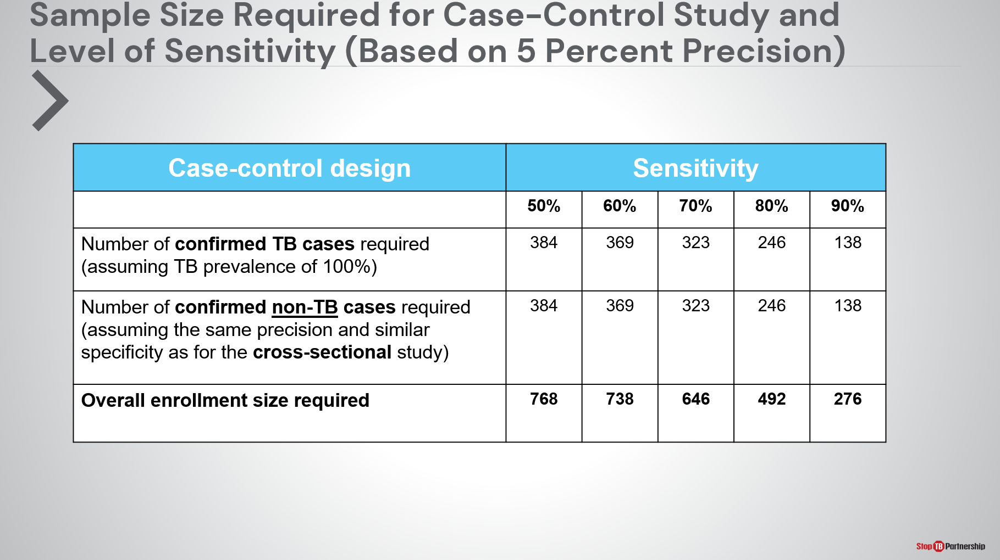 Sample Size Required for Case-Control Study and
Level of Sensitivity (Based on 5 Percent Precision)
Case-control design Sensitivity
50% 60% 70% 80% 90%
Number of confirmed TB cases required 384 369 323 246 138
(assuming TB prevalence of 100%)
Number of confirmed non-TB cases required 384 369 323 246 138
(assuming the same precision and similar
specificity as for the cross-sectional study)
Overall enrollment size required 768 738 646 492 276
Stop TB Partnership